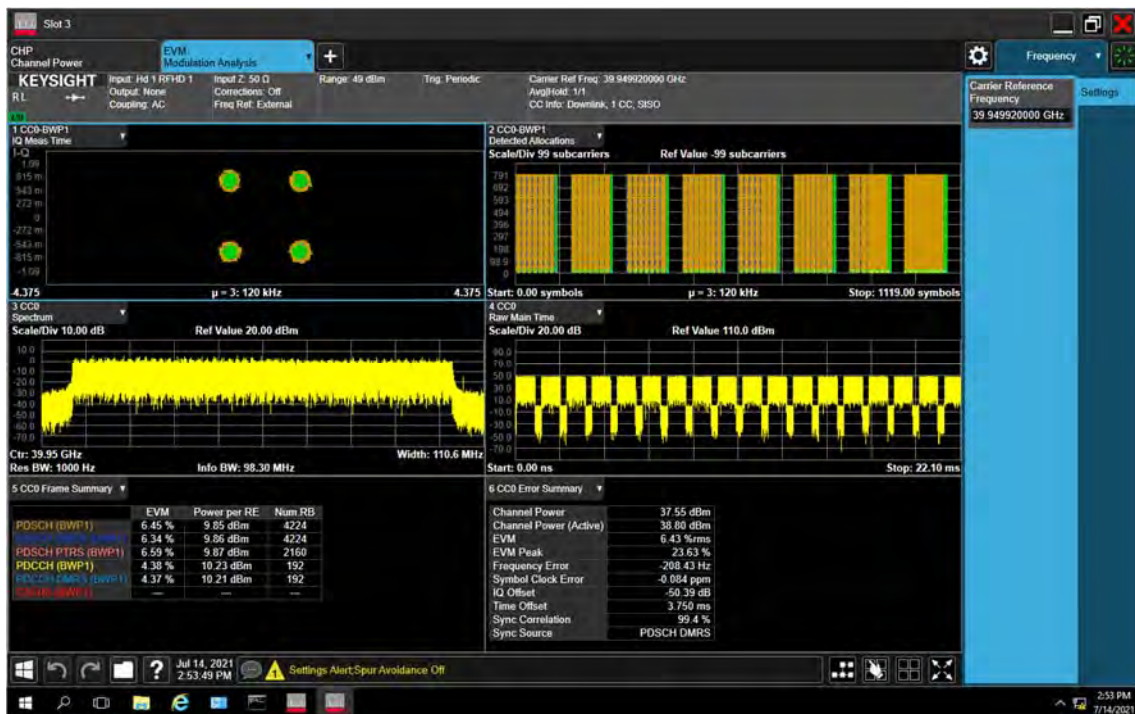 Slot 3
CHP
Channel Power
EVM
Modulation Analysis
+
Frequency
KEYSIGHT
RL
Input: Hd 1 RFHD 1
Output: None
Coupling: AC
Input Z: 50 Ω
Corrections: Off
Freq Ref: External
Range: 49 dBm
Trig: Periodic
Carrier Ref Freq: 39.949920000 GHz
Avg|Hold: 1/1
CC Info: Downlink, 1 CC, SISO
Carrier Reference
Frequency
39.949920000 GHz
Settings
1 CC0-BWP1
IQ Meas Time
I-Q
1.09
815 m
543 m
272 m
0
-272 m
-543 m
-815 m
-1.09
-4.375
μ = 3: 120 kHz
4.375
2 CC0-BWP1
Detected Allocations
Scale/Div 99 subcarriers
Ref Value -99 subcarriers
791
692
593
494
396
297
198
98.9
0
Start: 0.00 symbols
μ = 3: 120 kHz
Stop: 1119.00 symbols
3 CC0
Spectrum
Scale/Div 10.00 dB
Ref Value 20.00 dBm
10.0
0
-10.0
-20.0
-30.0
-40.0
-50.0
-60.0
-70.0
Ctr: 39.95 GHz
Width: 110.6 MHz
Res BW: 1000 Hz
Info BW: 98.30 MHz
4 CC0
Raw Main Time
Scale/Div 20.00 dB
Ref Value 110.0 dBm
90.0
70.0
50.0
30.0
10.0
-10.0
-30.0
-50.0
-70.0
Start: 0.00 ns
Stop: 22.10 ms
5 CC0 Frame Summary
EVM Power per RE Num.RB
PDSCH (BWP1) 6.45 % 9.85 dBm 4224
6.34 % 9.86 dBm 4224
PDSCH PTRS (BWP1) 6.59 % 9.87 dBm 2160
PDCCH (BWP1) 4.38 % 10.23 dBm 192
PDCCH DMRS (BWP1) 4.37 % 10.21 dBm 192
— — —
6 CC0 Error Summary
Channel Power 37.55 dBm
Channel Power (Active) 38.80 dBm
EVM 6.43 %rms
EVM Peak 23.63 %
Frequency Error -208.43 Hz
Symbol Clock Error -0.084 ppm
IQ Offset -50.39 dB
Time Offset 3.750 ms
Sync Correlation 99.4 %
Sync Source PDSCH DMRS
?
Jul 14, 2021
2:53:49 PM
1
Settings Alert;Spur Avoidance Off
2:53 PM
7/14/2021